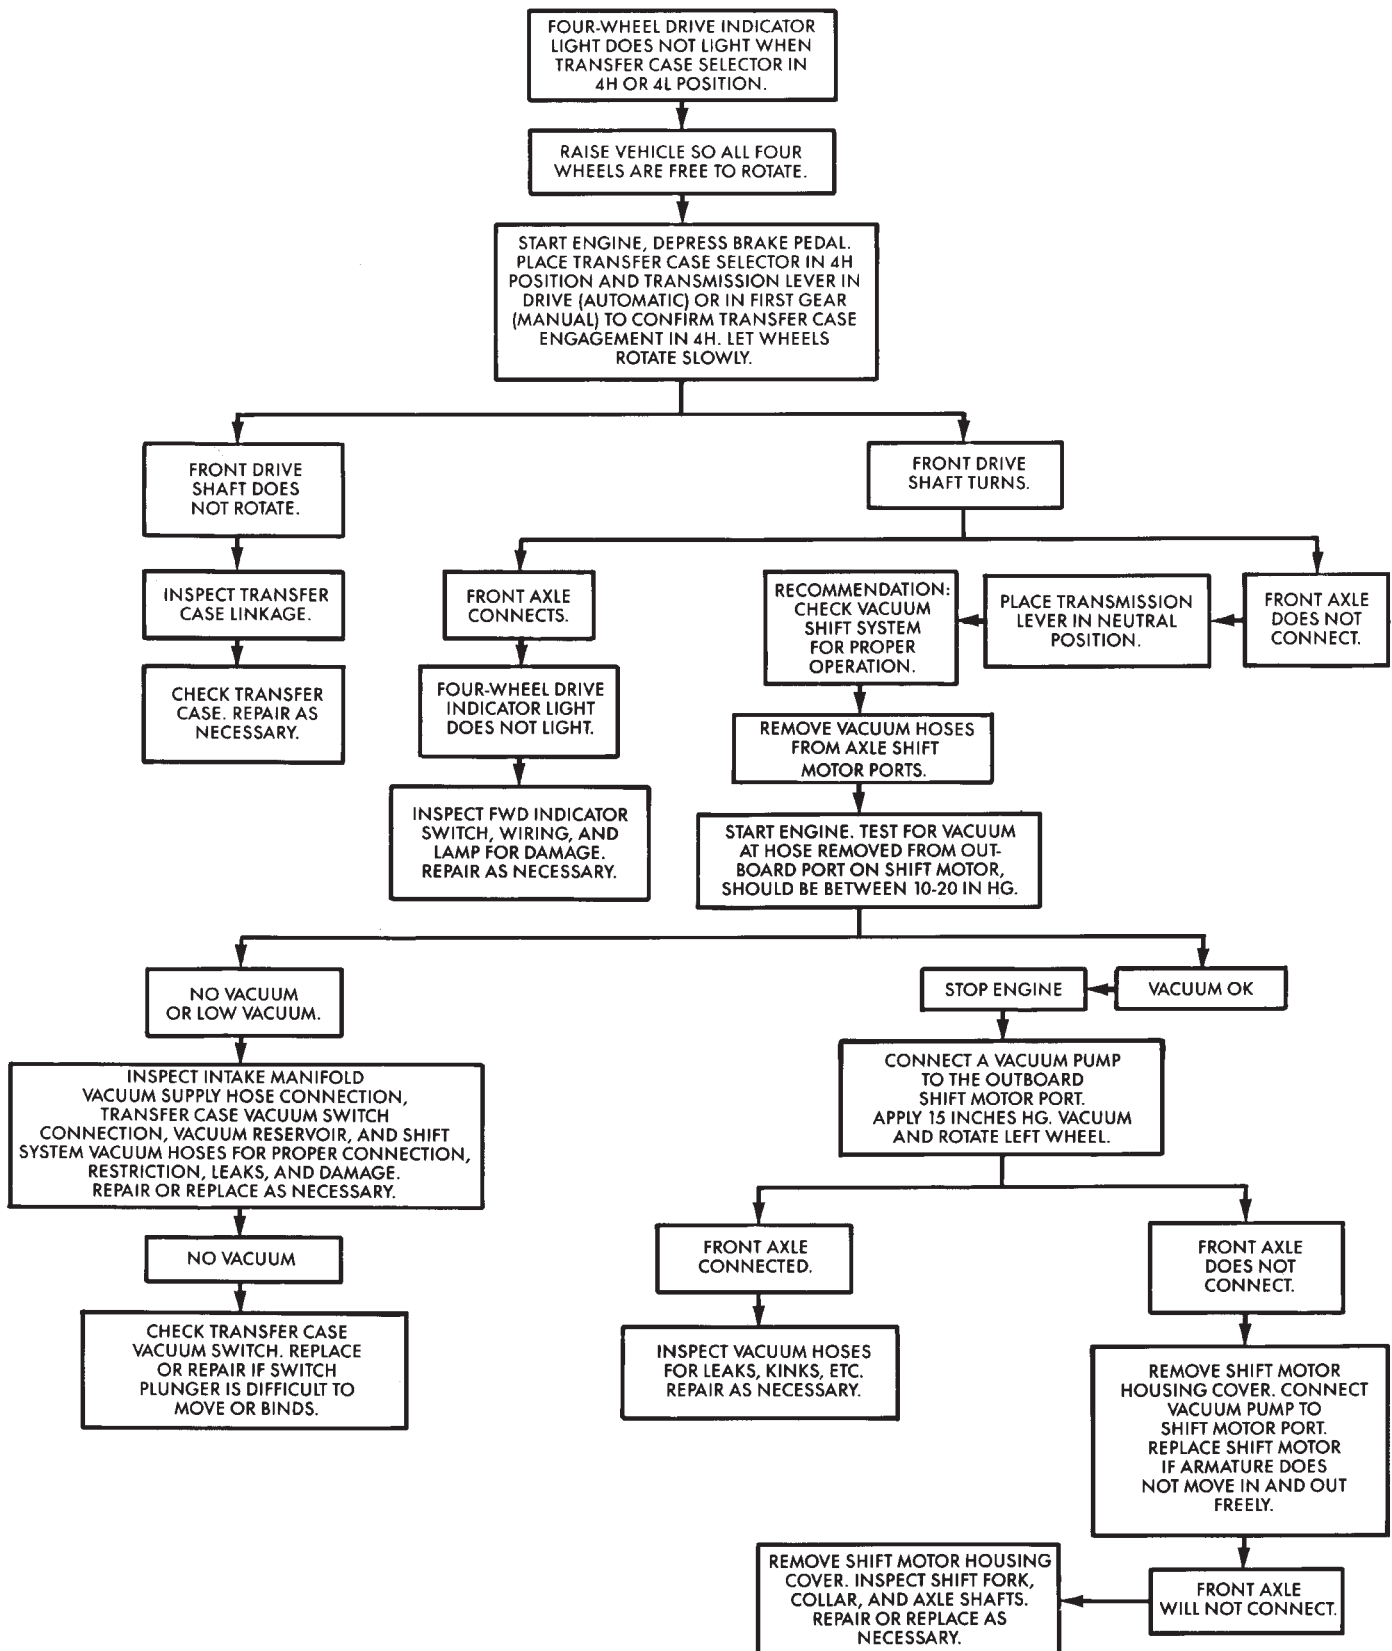 FOUR-WHEEL DRIVE INDICATOR
LIGHT DOES NOT LIGHT WHEN
TRANSFER CASE SELECTOR IN
4H OR 4L POSITION.
RAISE VEHICLE SO ALL FOUR
WHEELS ARE FREE TO ROTATE.
START ENGINE, DEPRESS BRAKE PEDAL.
PLACE TRANSFER CASE SELECTOR IN 4H
POSITION AND TRANSMISSION LEVER IN
DRIVE (AUTOMATIC) OR IN FIRST GEAR
(MANUAL) TO CONFIRM TRANSFER CASE
ENGAGEMENT IN 4H. LET WHEELS
ROTATE SLOWLY.
FRONT DRIVE
SHAFT DOES
NOT ROTATE.
INSPECT TRANSFER
CASE LINKAGE.
CHECK TRANSFER
CASE. REPAIR AS
NECESSARY.
FRONT DRIVE
SHAFT TURNS.
FRONT AXLE
CONNECTS.
FOUR-WHEEL DRIVE
INDICATOR LIGHT
DOES NOT LIGHT.
INSPECT FWD INDICATOR
SWITCH, WIRING, AND
LAMP FOR DAMAGE.
REPAIR AS NECESSARY.
FRONT AXLE
DOES NOT
CONNECT.
PLACE TRANSMISSION
LEVER IN NEUTRAL
POSITION.
RECOMMENDATION:
CHECK VACUUM
SHIFT SYSTEM
FOR PROPER
OPERATION.
REMOVE VACUUM HOSES
FROM AXLE SHIFT
MOTOR PORTS.
START ENGINE. TEST FOR VACUUM
AT HOSE REMOVED FROM OUT-
BOARD PORT ON SHIFT MOTOR,
SHOULD BE BETWEEN 10-20 IN HG.
NO VACUUM
OR LOW VACUUM.
INSPECT INTAKE MANIFOLD
VACUUM SUPPLY HOSE CONNECTION,
TRANSFER CASE VACUUM SWITCH
CONNECTION, VACUUM RESERVOIR, AND SHIFT
SYSTEM VACUUM HOSES FOR PROPER CONNECTION,
RESTRICTION, LEAKS, AND DAMAGE.
REPAIR OR REPLACE AS NECESSARY.
NO VACUUM
CHECK TRANSFER CASE
VACUUM SWITCH. REPLACE
OR REPAIR IF SWITCH
PLUNGER IS DIFFICULT TO
MOVE OR BINDS.
VACUUM OK
STOP ENGINE
CONNECT A VACUUM PUMP
TO THE OUTBOARD
SHIFT MOTOR PORT.
APPLY 15 INCHES HG. VACUUM
AND ROTATE LEFT WHEEL.
FRONT AXLE
CONNECTED.
INSPECT VACUUM HOSES
FOR LEAKS, KINKS, ETC.
REPAIR AS NECESSARY.
FRONT AXLE
DOES NOT
CONNECT.
REMOVE SHIFT MOTOR
HOUSING COVER. CONNECT
VACUUM PUMP TO
SHIFT MOTOR PORT.
REPLACE SHIFT MOTOR
IF ARMATURE DOES
NOT MOVE IN AND OUT
FREELY.
FRONT AXLE
WILL NOT CONNECT.
REMOVE SHIFT MOTOR HOUSING
COVER. INSPECT SHIFT FORK,
COLLAR, AND AXLE SHAFTS.
REPAIR OR REPLACE AS
NECESSARY.